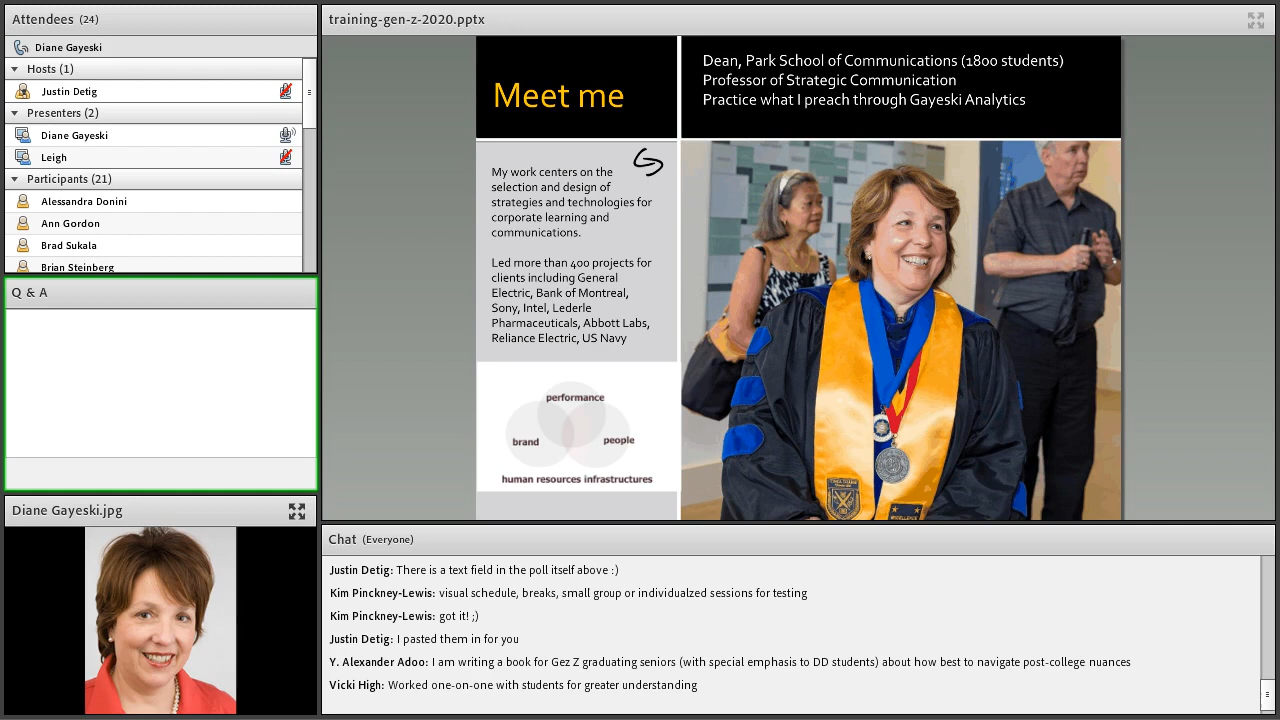 Attendees (24)
Diane Gayeski
Hosts (1)
Justin Detig
Presenters (2)
Diane Gayeski
Leigh
Participants (21)
Alessandra Donini
Ann Gordon
Brad Sukala
Brian Steinberg
Q & A
Diane Gayeski.jpg
training-gen-z-2020.pptx
Meet me
Dean, Park School of Communications (1800 students)
Professor of Strategic Communication
Practice what I preach through Gayeski Analytics
My work centers on the
selection and design of
strategies and technologies for
corporate learning and
communications.
Led more than 400 projects for
clients including General
Electric, Bank of Montreal,
Sony, Intel, Lederle
Pharmaceuticals, Abbott Labs,
Reliance Electric, US Navy
performance
brand
people
human resources infrastructures
Chat (Everyone)
Justin Detig: There is a text field in the poll itself above :)
Kim Pinckney-Lewis: visual schedule, breaks, small group or individualzed sessions for testing
Kim Pinckney-Lewis: got it! ;)
Justin Detig: I pasted them in for you
Y. Alexander Adoo: I am writing a book for Gez Z graduating seniors (with special emphasis to DD students) about how best to navigate post-college nuances
Vicki High: Worked one-on-one with students for greater understanding